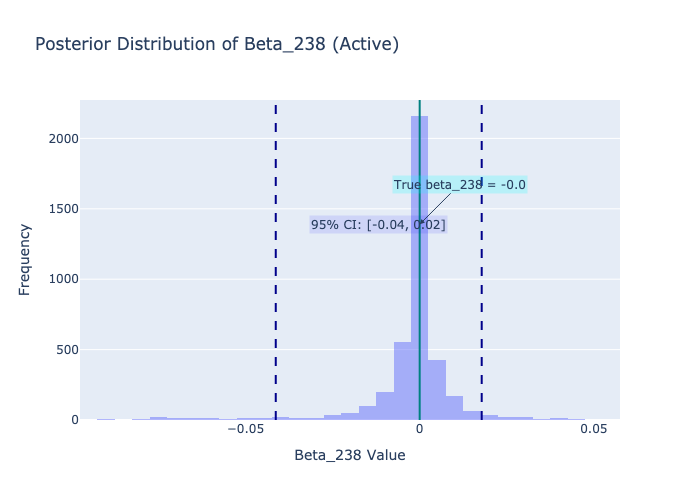 Posterior Distribution of Beta_238 (Active)
2000
True beta_238 = -0.0
1500
95% CI: [-0.04, 0.02]
Frequency
1000
500
0
−0.05
0
0.05
Beta_238 Value